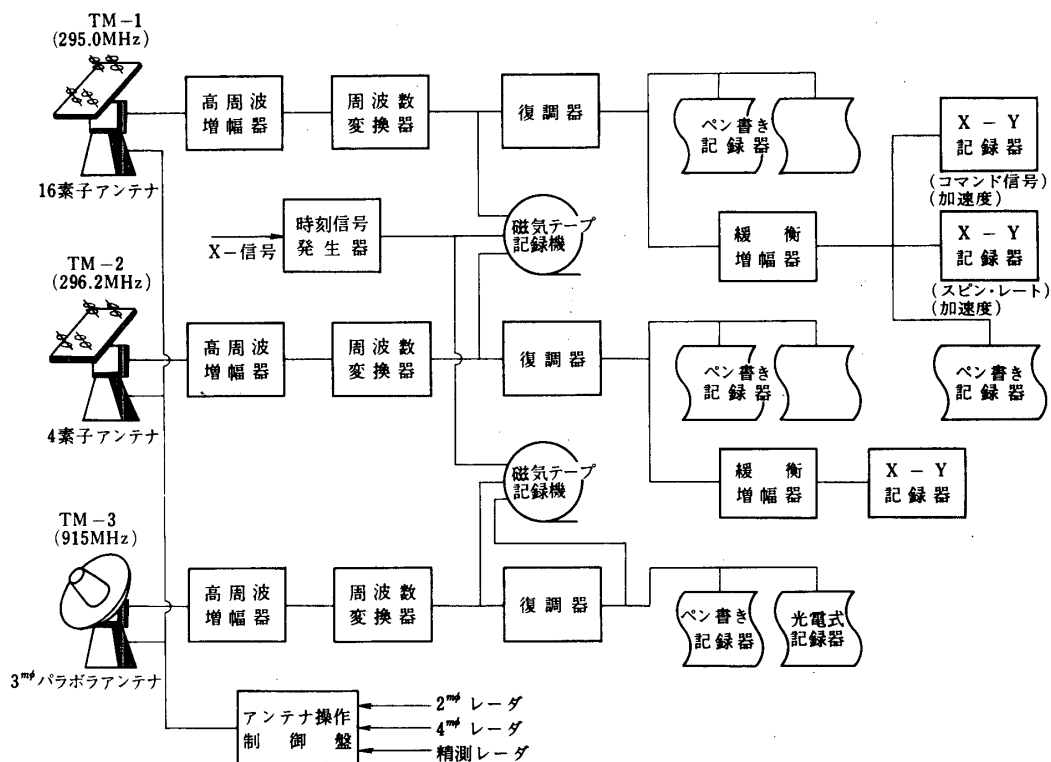 TM-1
(295.0MHz)
16素子アンテナ
高周波
増幅器
周波数
変換器
復調器
ペン書き
記録器
X-Y
記録器
(コマンド信号)
(加速度)
X-信号
時刻信号
発生器
磁気テープ
記録機
緩衡
増幅器
X-Y
記録器
(スピン・レート)
(加速度)
TM-2
(296.2MHz)
4素子アンテナ
高周波
増幅器
周波数
変換器
復調器
ペン書き
記録器
ペン書き
記録器
磁気テープ
記録機
緩衡
増幅器
X-Y
記録器
TM-3
(915MHz)
3mφパラボラアンテナ
高周波
増幅器
周波数
変換器
復調器
ペン書き
記録器
光電式
記録器
アンテナ操作
制御盤
2mφ レーダ
4mφ レーダ
精測レーダ